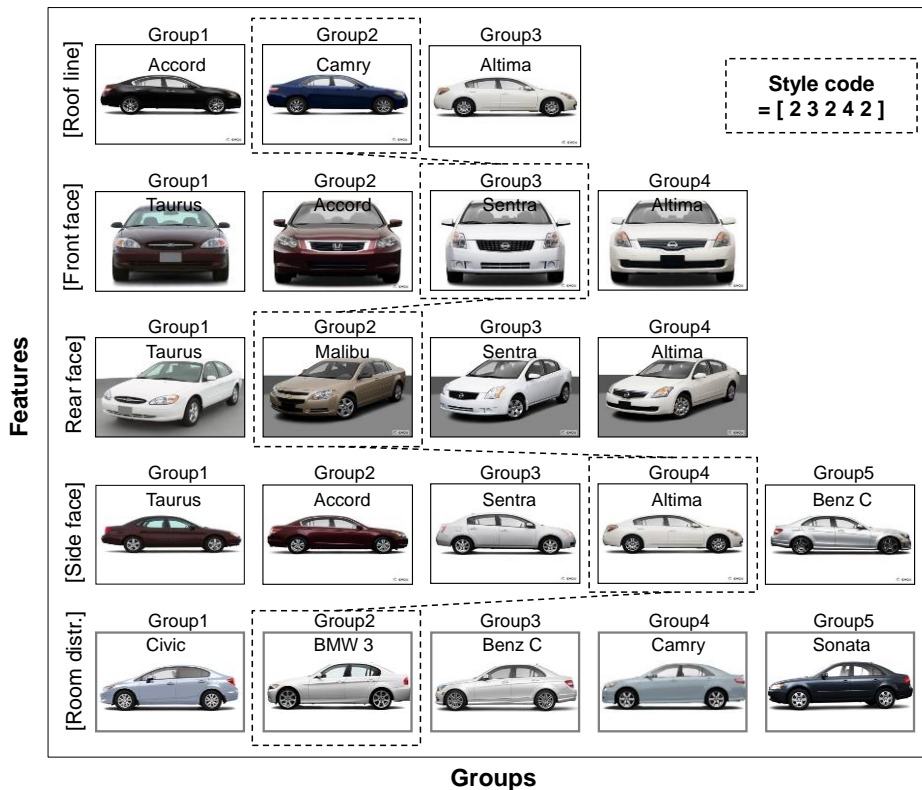 Group1 Group2 Group3
[Roof line]
Accord Camry Altima
Style code
= [ 2 3 2 4 2 ]
Group1 Group2 Group3 Group4
[Front face]
Taurus Accord Sentra Altima
Group1 Group2 Group3 Group4
Rear face]
Taurus Malibu Sentra Altima
Features
Group1 Group2 Group3 Group4 Group5
[Side face]
Taurus Accord Sentra Altima Benz C
Group1 Group2 Group3 Group4 Group5
[Room distr.]
Civic BMW 3 Benz C Camry Sonata
Groups